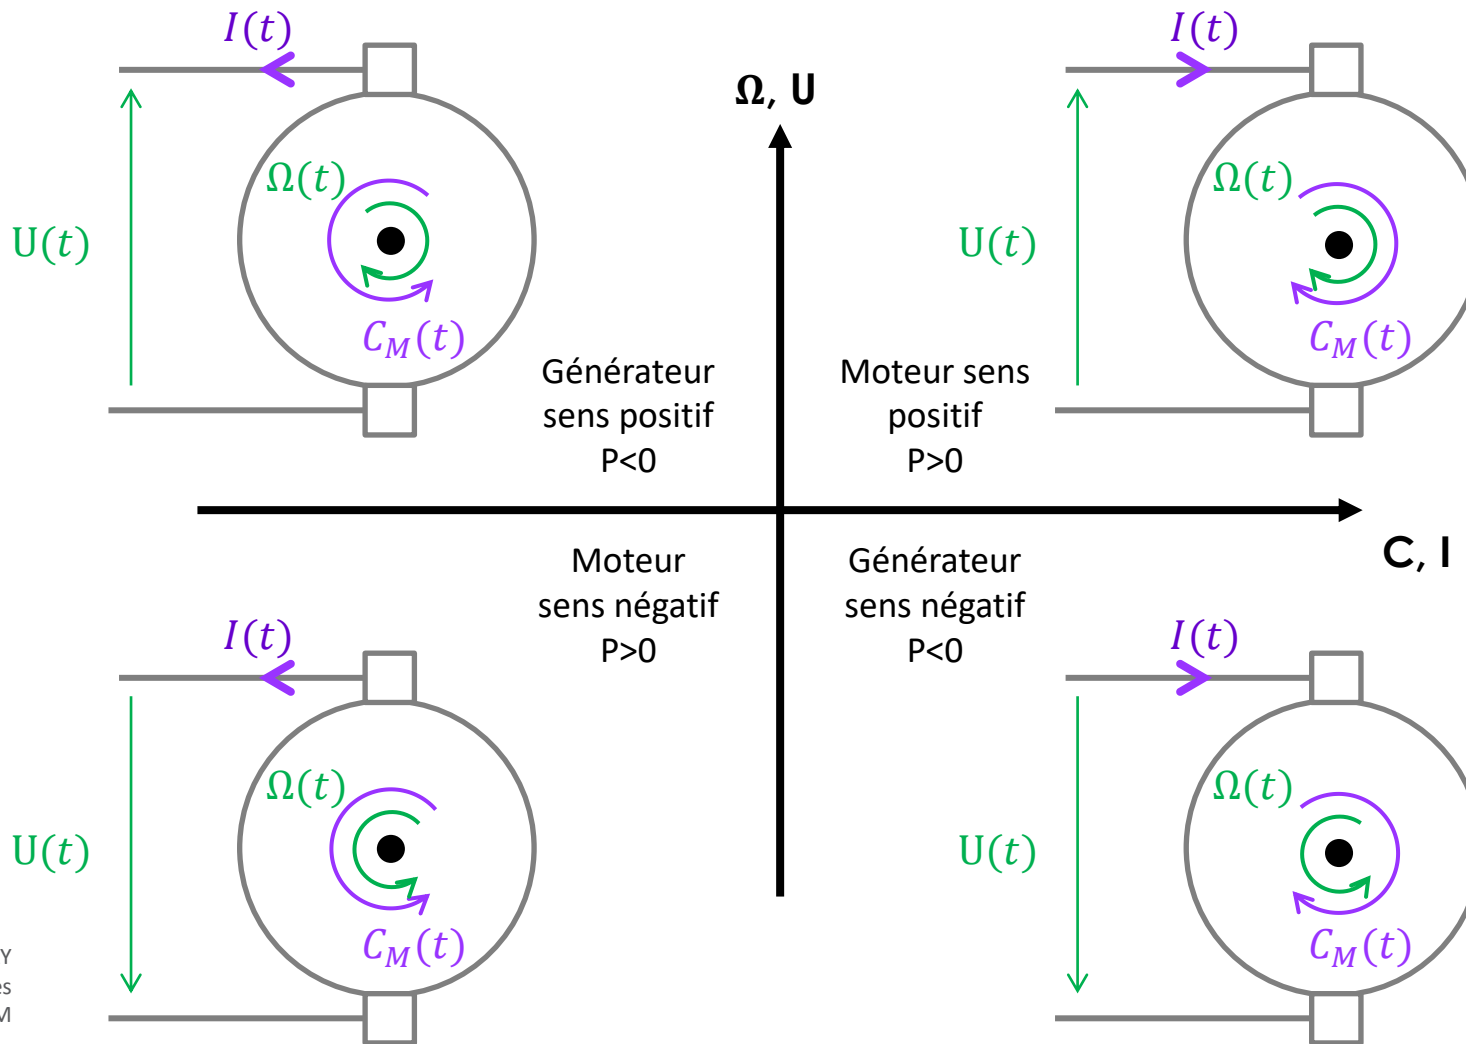 I(t)
I(t)
Ω, U
Ω(t)
Ω(t)
U(t)
U(t)
C_M(t)
C_M(t)
Générateur
sens positif
P<0
Moteur sens
positif
P>0
C, I
Moteur
sens négatif
P>0
Générateur
sens négatif
P<0
I(t)
I(t)
Ω(t)
Ω(t)
U(t)
U(t)
C_M(t)
C_M(t)
Y
es
M